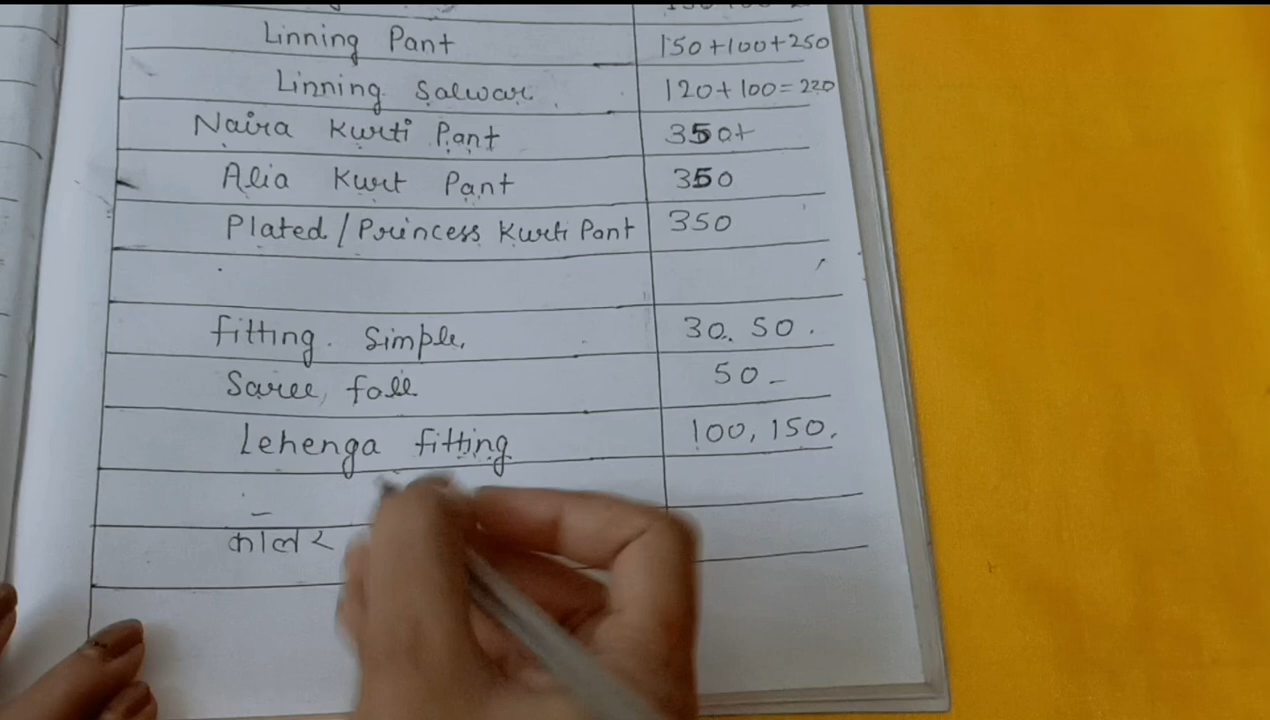 Linning Pant 150+100+250
Linning Salwar 120+100=220
Naira Kurti Pant 350+
Alia Kurt Pant 350
Plated / Princess Kurti Pant 350
fitting. Simple. 30. 50.
Saree, fall 50-
Lehenga fitting 100, 150.
कालर